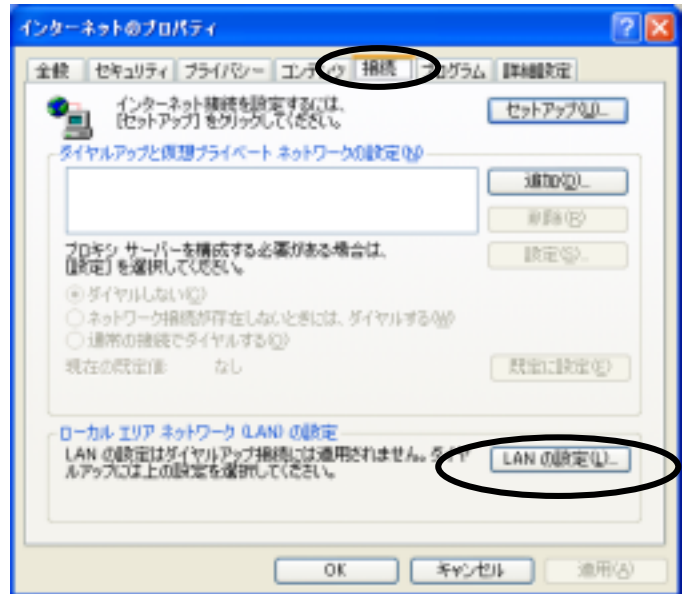 インターネットのプロパティ
全般 セキュリティ プライバシー コンテンツ 接続 プログラム 詳細設定
インターネット接続を設定するには、
[セットアップ] をクリックしてください。
セットアップ(U)...
ダイヤルアップと仮想プライベート ネットワークの設定(N)
追加(D)...
削除(R)
プロキシ サーバーを構成する必要がある場合は、
[設定] を選択してください。
設定(S)...
ダイヤルしない(C)
ネットワーク接続が存在しないときには、ダイヤルする(W)
通常の接続でダイヤルする(O)
現在の既定値: なし
既定に設定(E)
ローカル エリア ネットワーク (LAN) の設定
LAN の設定はダイヤルアップ接続には適用されません。ダイヤ
ルアップには上の設定を選択してください。
LAN の設定(L)...
OK キャンセル 適用(A)